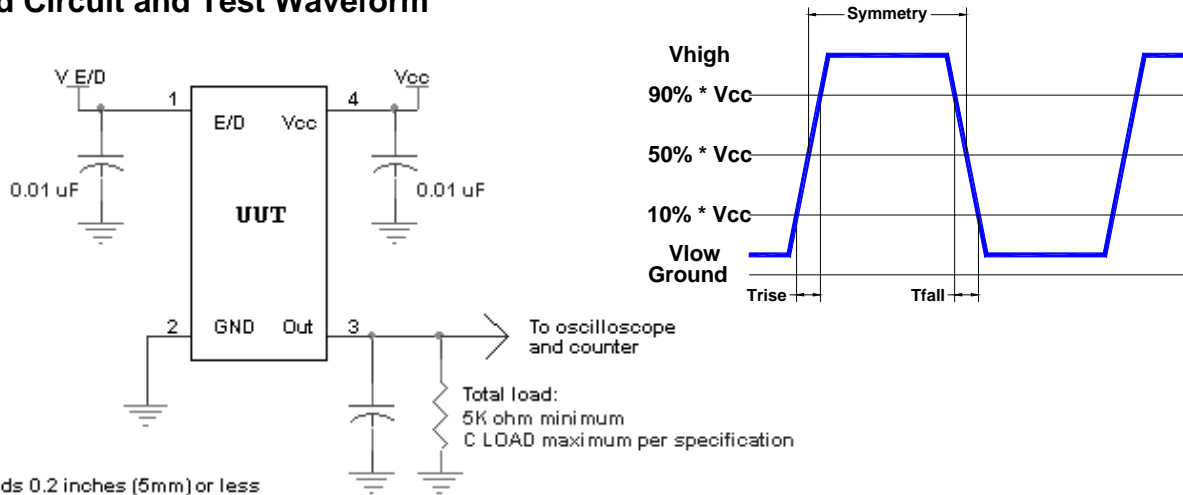 d Circuit and Test Waveform
V E/D
Vcc
1
4
E/D Vcc
0.01 uF
0.01 uF
UUT
2
GND Out
3
To oscilloscope
and counter
Total load:
5K ohm minimum
C LOAD maximum per specification
ds 0.2 inches (5mm) or less
Symmetry
Vhigh
90% * Vcc
50% * Vcc
10% * Vcc
Vlow
Ground
Trise
Tfall